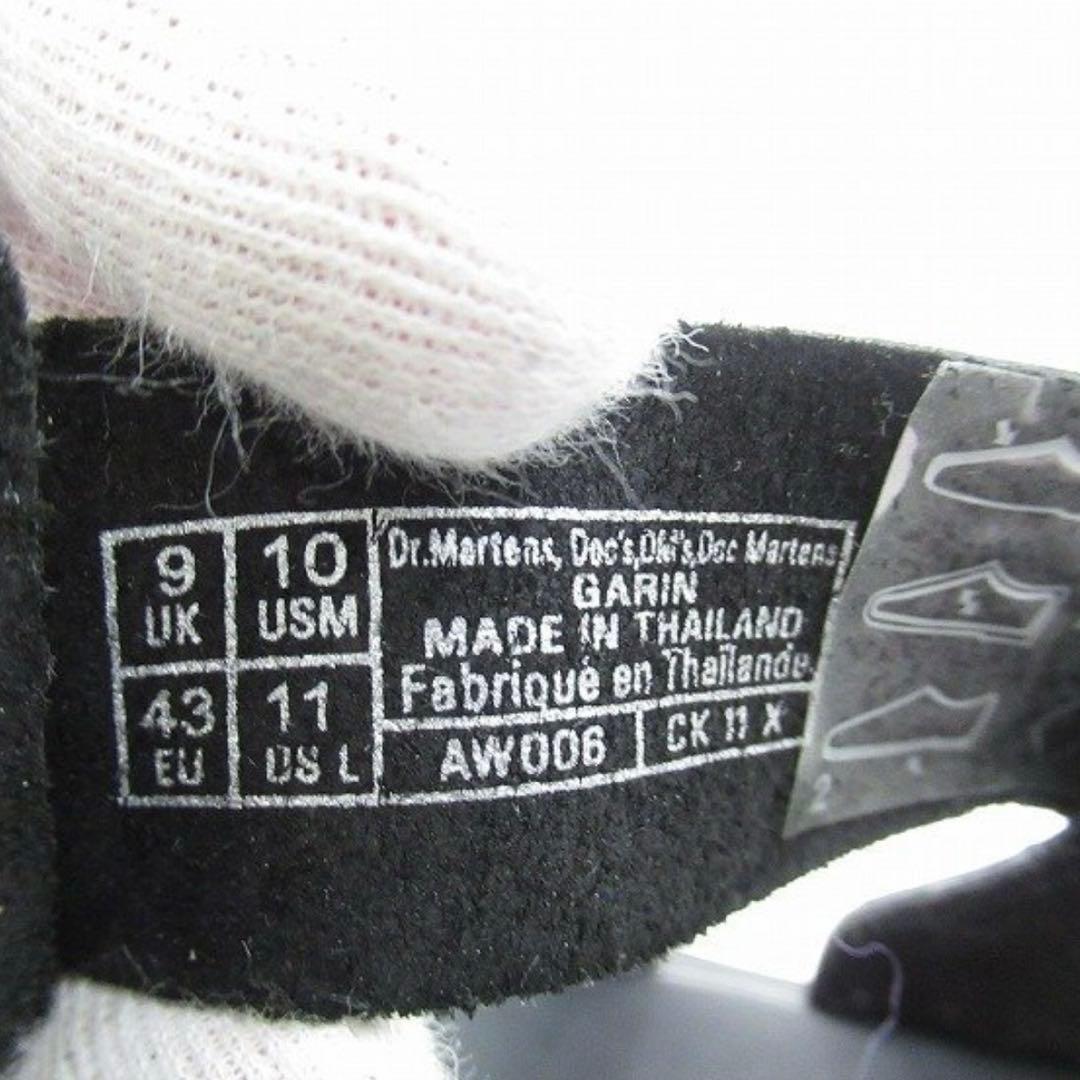 9
UK
10
USM
43
EU
11
US L
Dr.Martens, Doc's,DM's,Doc Martens
GARIN
MADE IN THAILAND
Fabriqué en Thaïlande.
AW006
CK 11 X
2